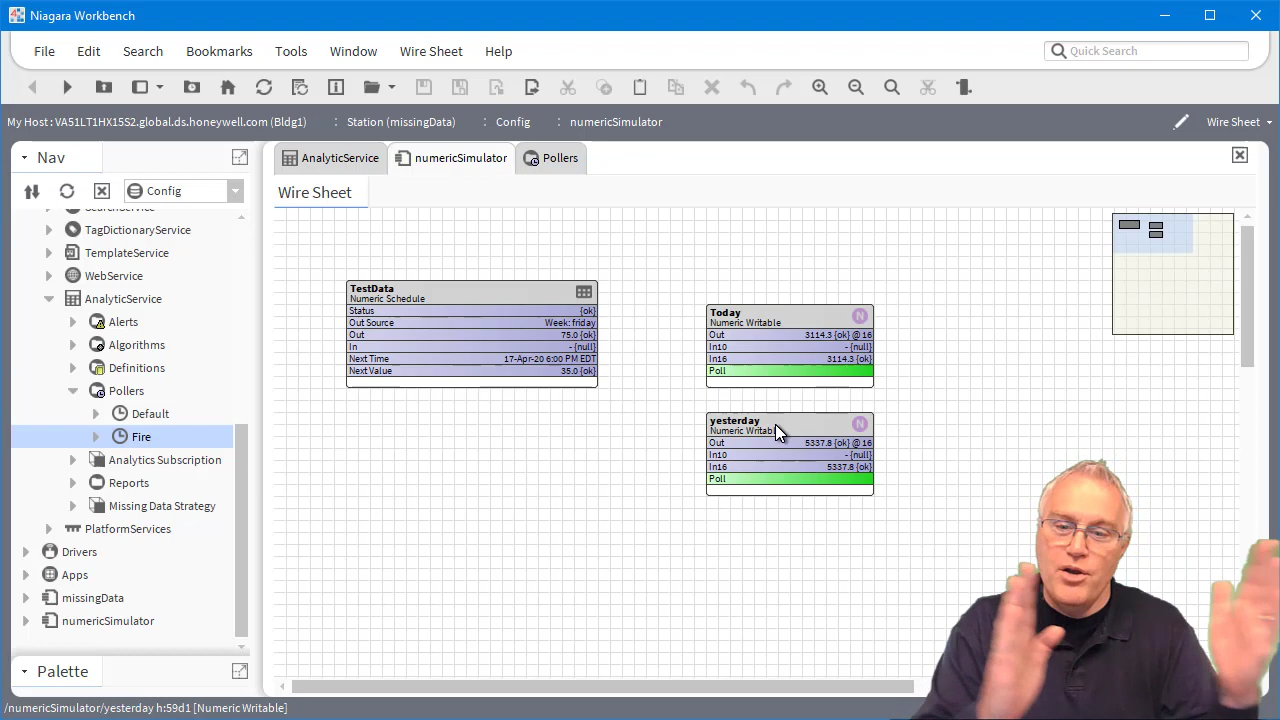 Niagara Workbench
File Edit Search Bookmarks Tools Window Wire Sheet Help
Quick Search
My Host : VA51LT1HX15S2.global.ds.honeywell.com (Bldg1) : Station (missingData) : Config : numericSimulator
Wire Sheet
Nav
Config
SearchService
TagDictionaryService
TemplateService
WebService
AnalyticService
Alerts
Algorithms
Definitions
Pollers
Default
Fire
Analytics Subscription
Reports
Missing Data Strategy
PlatformServices
Drivers
Apps
missingData
numericSimulator
Palette
AnalyticService numericSimulator Pollers
Wire Sheet
TestData
Numeric Schedule
Status {ok}
Out Source Week: friday
Out 75.0 {ok}
In - {null}
Next Time 17-Apr-20 6:00 PM EDT
Next Value 35.0 {ok}
Today
Numeric Writable
N
Out 3114.3 {ok} @ 16
In10 - {null}
In16 3114.3 {ok}
Poll
yesterday
Numeric Writabl
N
Out 5337.8 {ok} @ 16
In10 - {null}
In16 5337.8 {ok}
Poll
/numericSimulator/yesterday h:59d1 [Numeric Writable]